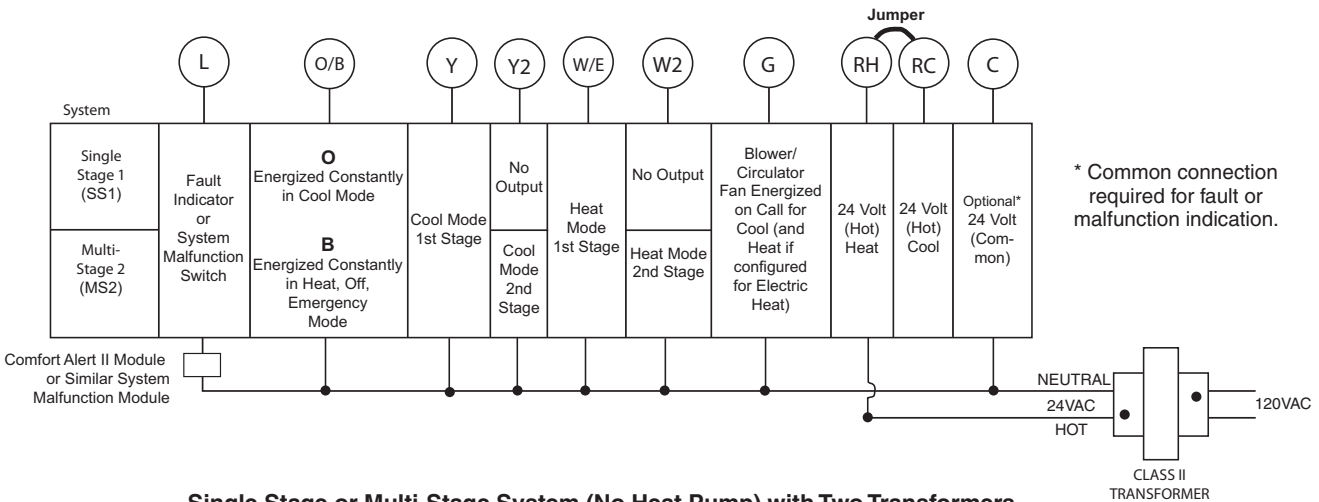 Jumper
L
O/B
Y
Y2
W/E
W2
G
RH
RC
C
System
Single
Stage 1
(SS1)
Multi-
Stage 2
(MS2)
Fault
Indicator
or
System
Malfunction
Switch
O
Energized Constantly
in Cool Mode
B
Energized Constantly
in Heat, Off,
Emergency
Mode
Cool Mode
1st Stage
No
Output
Cool
Mode
2nd
Stage
Heat
Mode
1st Stage
No Output
Heat Mode
2nd Stage
Blower/
Circulator
Fan Energized
on Call for
Cool (and
Heat if
configured
for Electric
Heat)
24 Volt
(Hot)
Heat
24 Volt
(Hot)
Cool
Optional*
24 Volt
(Com-
mon)
* Common connection
required for fault or
malfunction indication.
Comfort Alert II Module
or Similar System
Malfunction Module
NEUTRAL
24VAC
HOT
120VAC
CLASS II
TRANSFORMER
Single Stage or Multi-Stage System (No Heat Pump) with Two Transformers